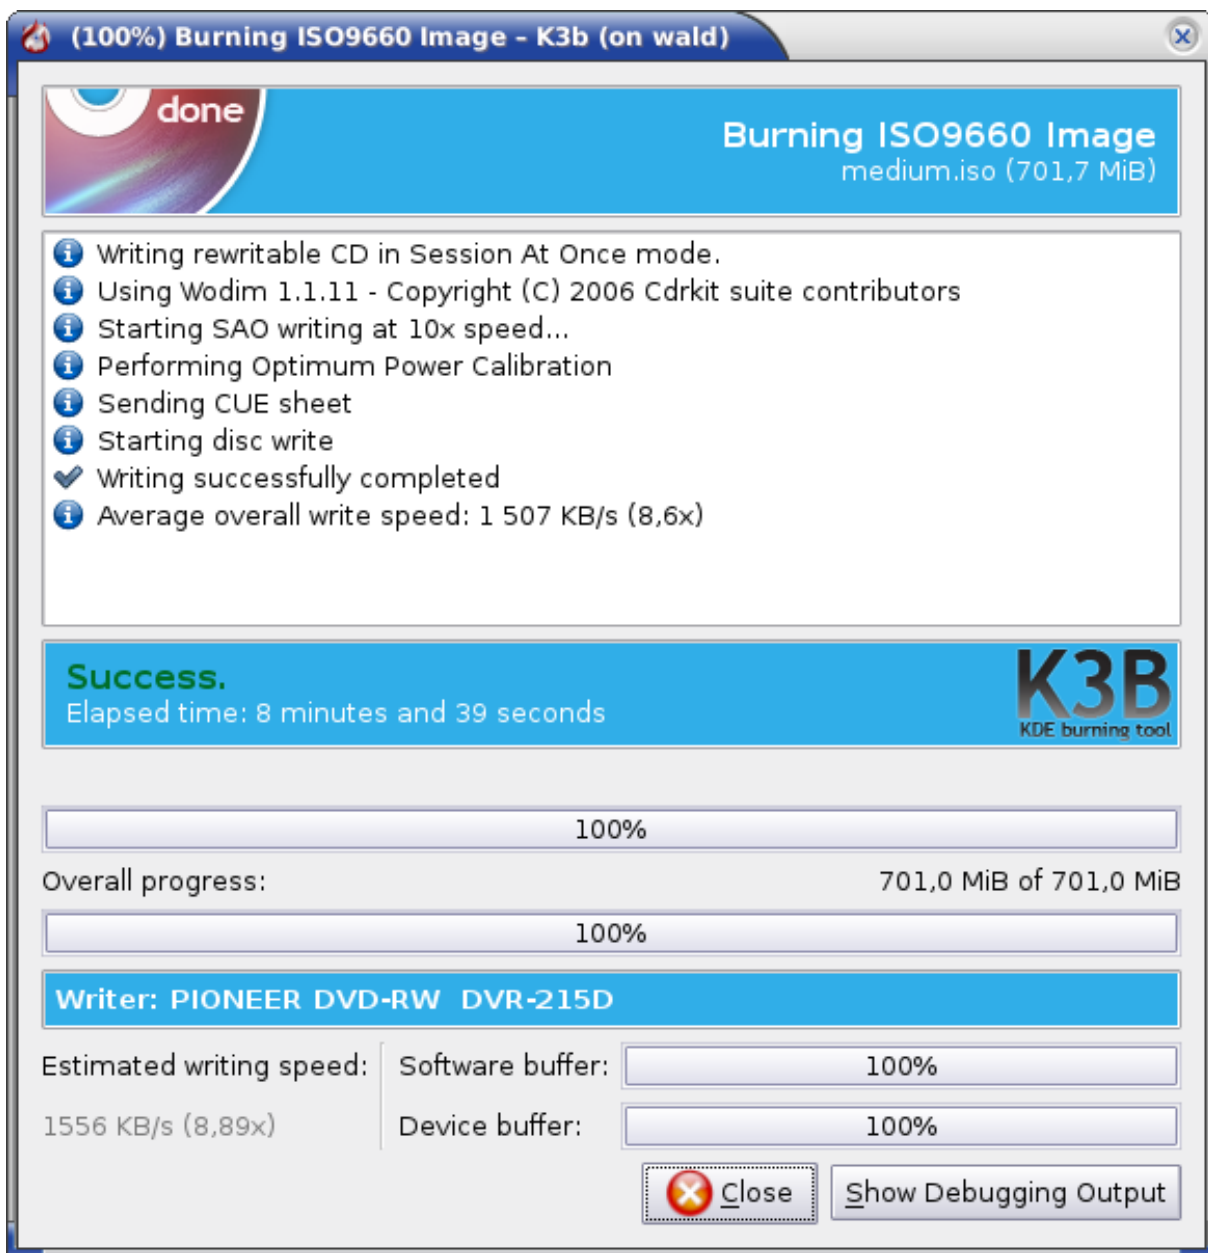 (100%) Burning ISO9660 Image – K3b (on wald)
done
Burning ISO9660 Image
medium.iso (701,7 MiB)
Writing rewritable CD in Session At Once mode.
Using Wodim 1.1.11 - Copyright (C) 2006 Cdrkit suite contributors
Starting SAO writing at 10x speed...
Performing Optimum Power Calibration
Sending CUE sheet
Starting disc write
Writing successfully completed
Average overall write speed: 1 507 KB/s (8,6x)
Success.
Elapsed time: 8 minutes and 39 seconds
K3B
KDE burning tool
100%
Overall progress: 701,0 MiB of 701,0 MiB
100%
Writer: PIONEER DVD-RW  DVR-215D
Estimated writing speed: Software buffer: 100%
1556 KB/s (8,89x) Device buffer: 100%
Close Show Debugging Output